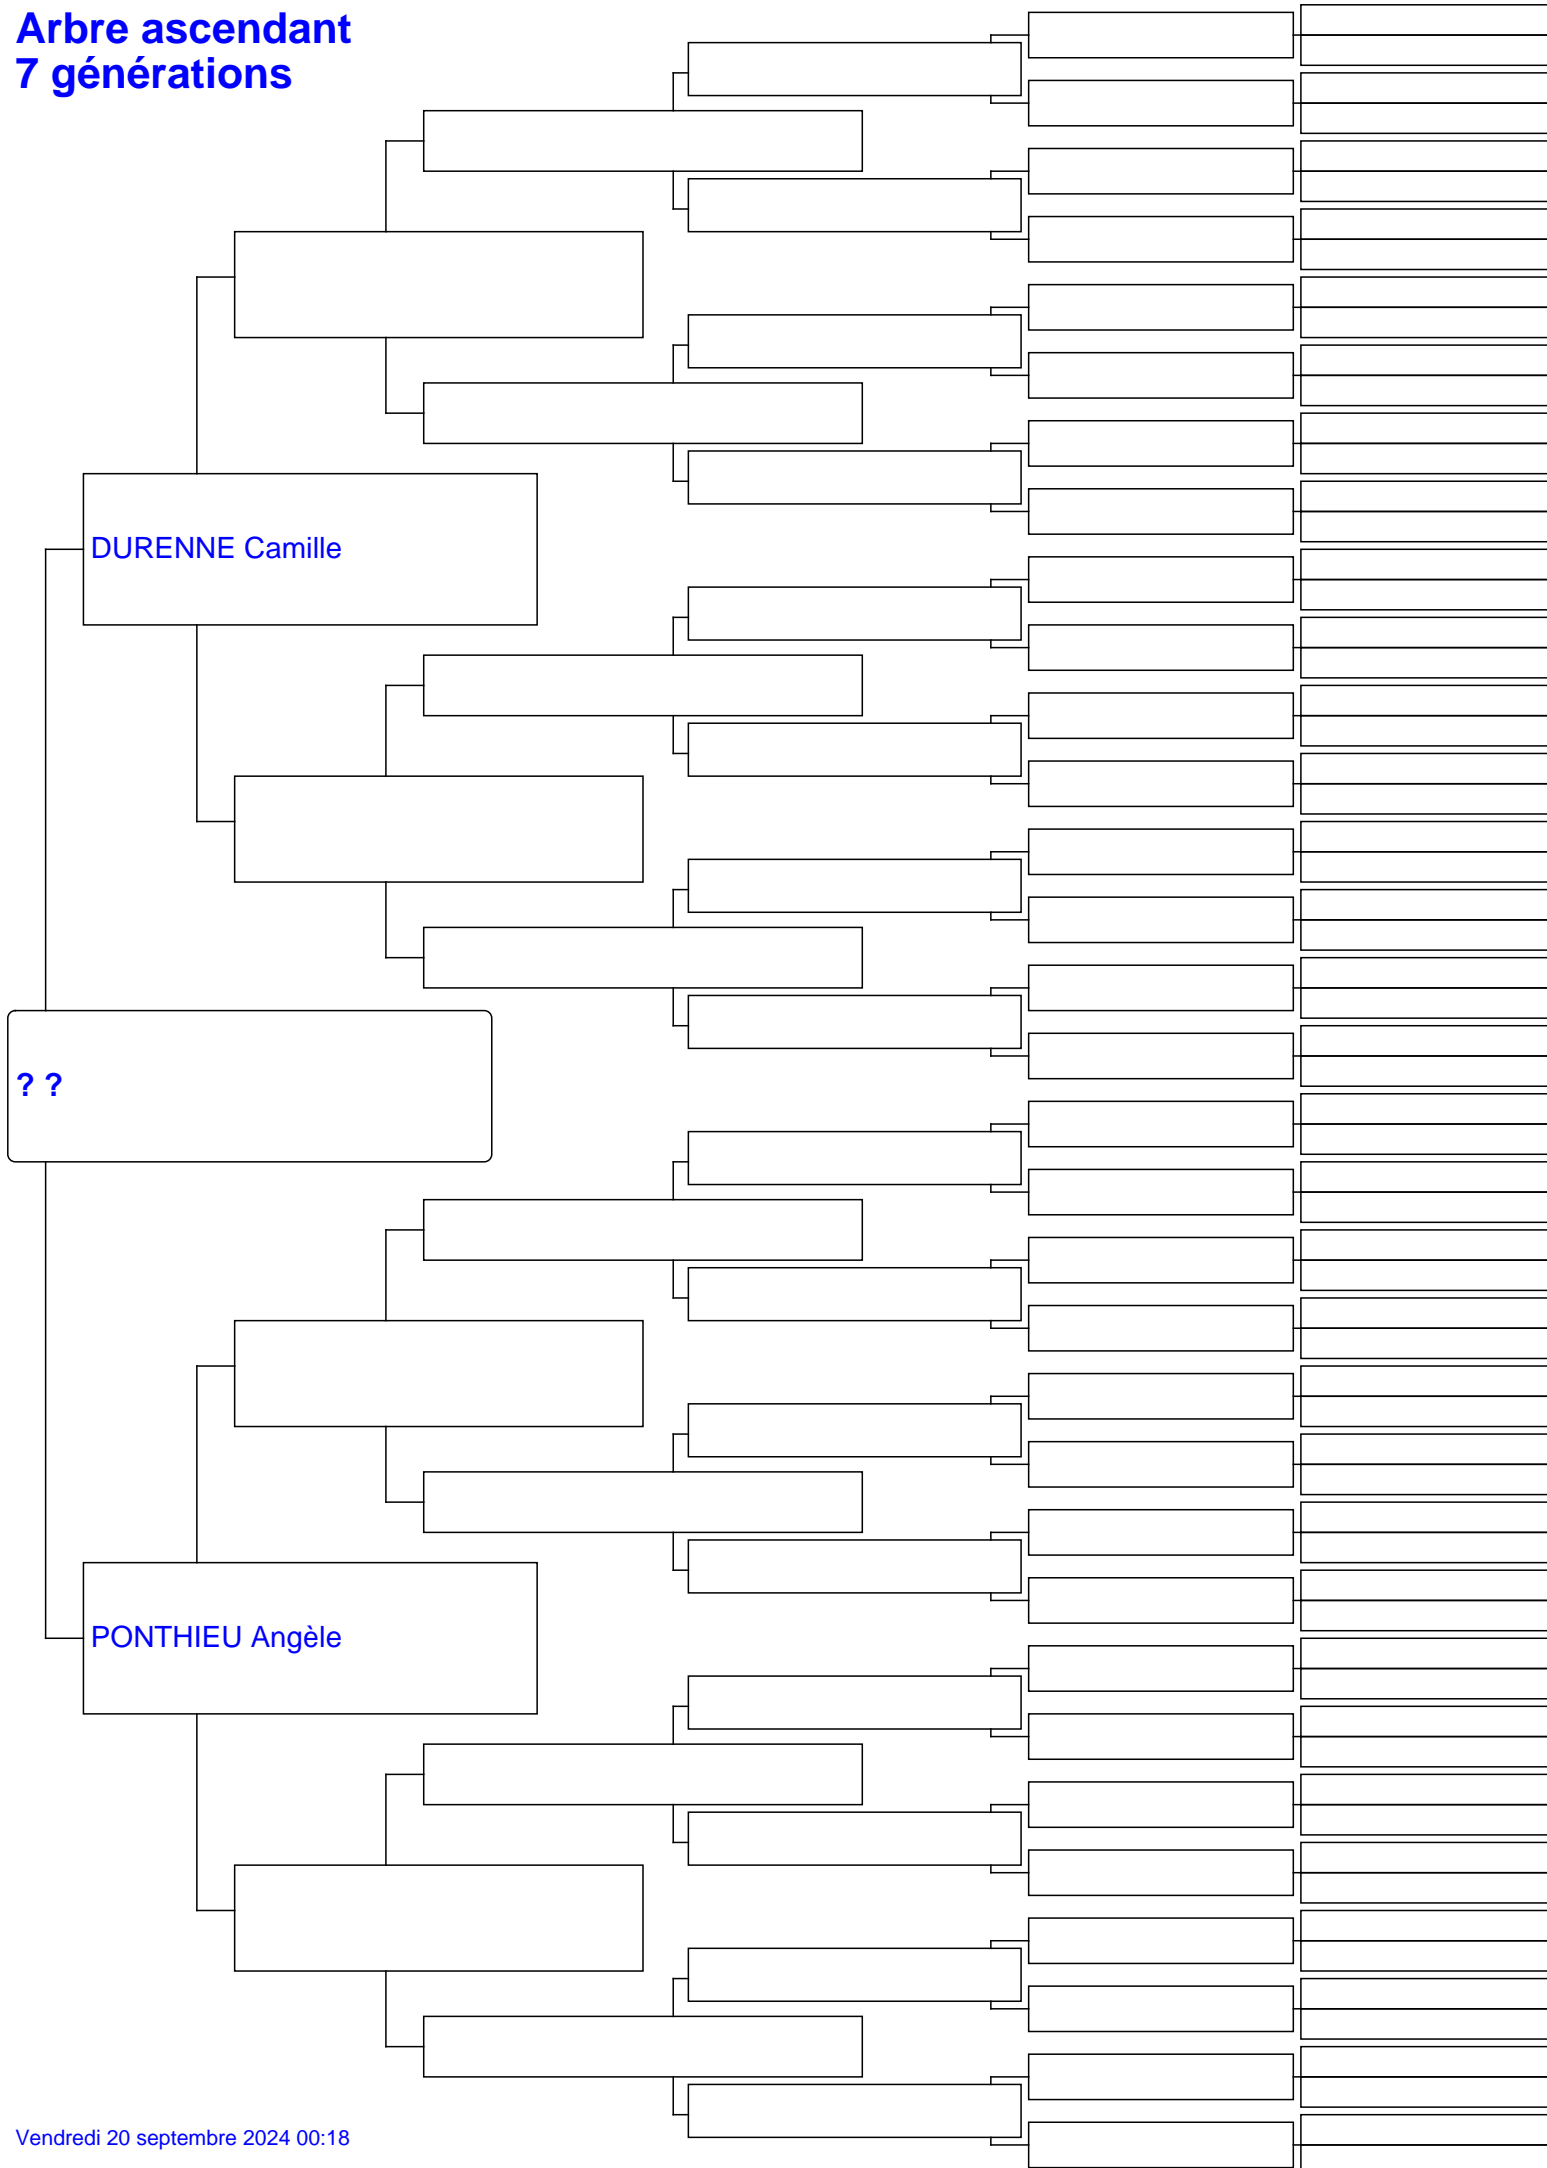 Arbre ascendant
7 générations
DURENNE Camille
? ?
PONTHIEU Angèle
Vendredi 20 septembre 2024 00:18